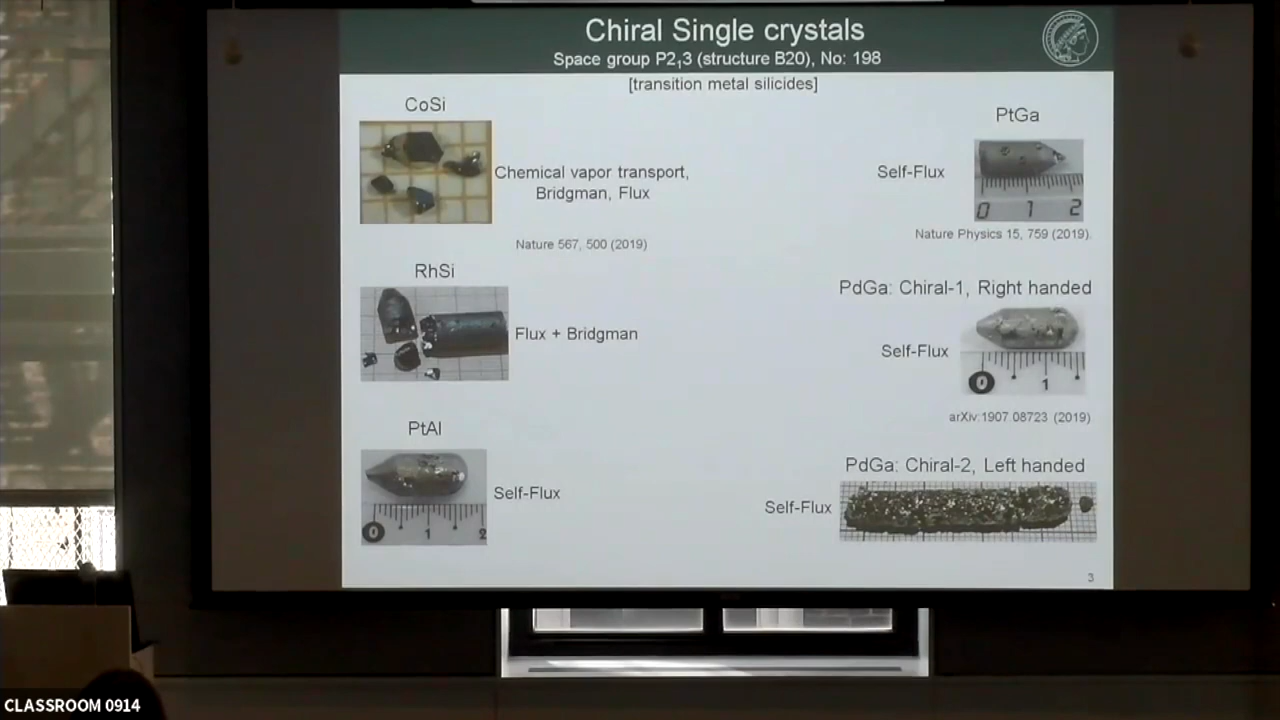 Chiral Single crystals
Space group P2₁3 (structure B20), No: 198
[transition metal silicides]
CoSi
Chemical vapor transport,
Bridgman, Flux
Nature 567, 500 (2019)
RhSi
Flux + Bridgman
PtAl
Self-Flux
0 1 2
PtGa
Self-Flux
0 1 2
Nature Physics 15, 759 (2019).
PdGa: Chiral-1, Right handed
Self-Flux
0 1
arXiv:1907.08723 (2019)
PdGa: Chiral-2, Left handed
Self-Flux
3
CLASSROOM 0914